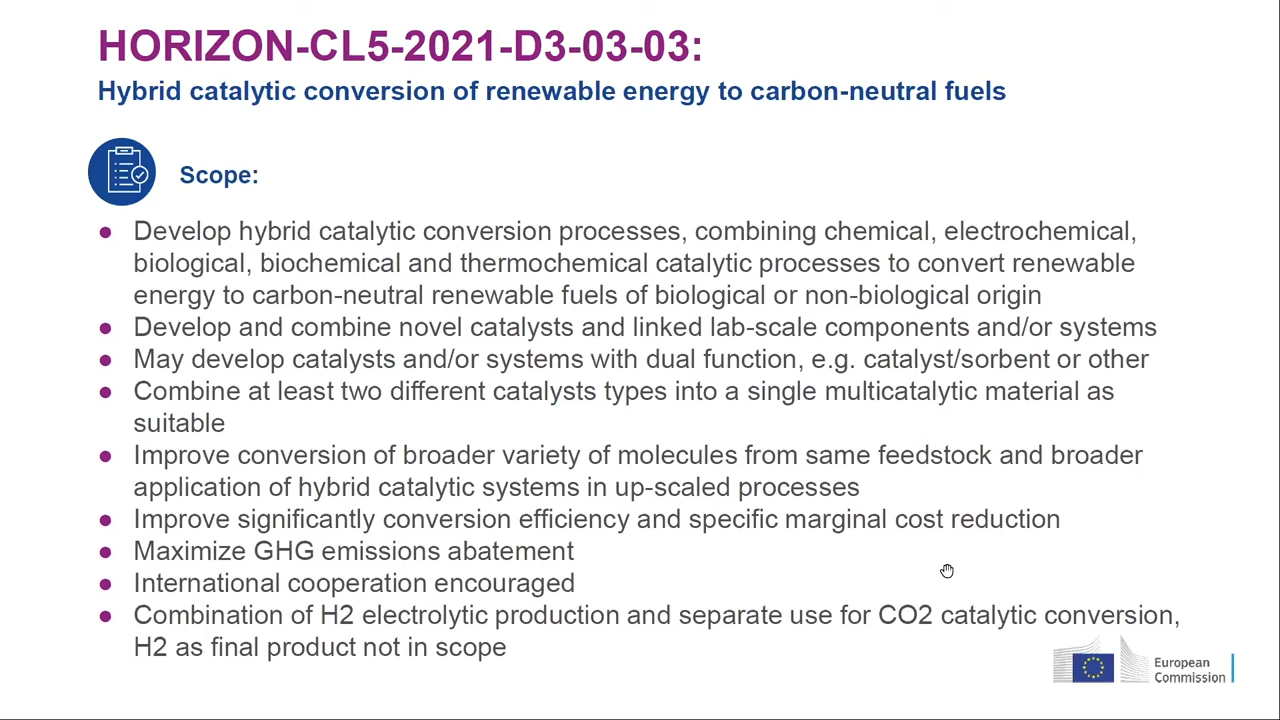 HORIZON-CL5-2021-D3-03-03:
Hybrid catalytic conversion of renewable energy to carbon-neutral fuels
Scope:
● Develop hybrid catalytic conversion processes, combining chemical, electrochemical,
biological, biochemical and thermochemical catalytic processes to convert renewable
energy to carbon-neutral renewable fuels of biological or non-biological origin
● Develop and combine novel catalysts and linked lab-scale components and/or systems
● May develop catalysts and/or systems with dual function, e.g. catalyst/sorbent or other
● Combine at least two different catalysts types into a single multicatalytic material as
suitable
● Improve conversion of broader variety of molecules from same feedstock and broader
application of hybrid catalytic systems in up-scaled processes
● Improve significantly conversion efficiency and specific marginal cost reduction
● Maximize GHG emissions abatement
● International cooperation encouraged
● Combination of H2 electrolytic production and separate use for CO2 catalytic conversion,
H2 as final product not in scope
European
Commission